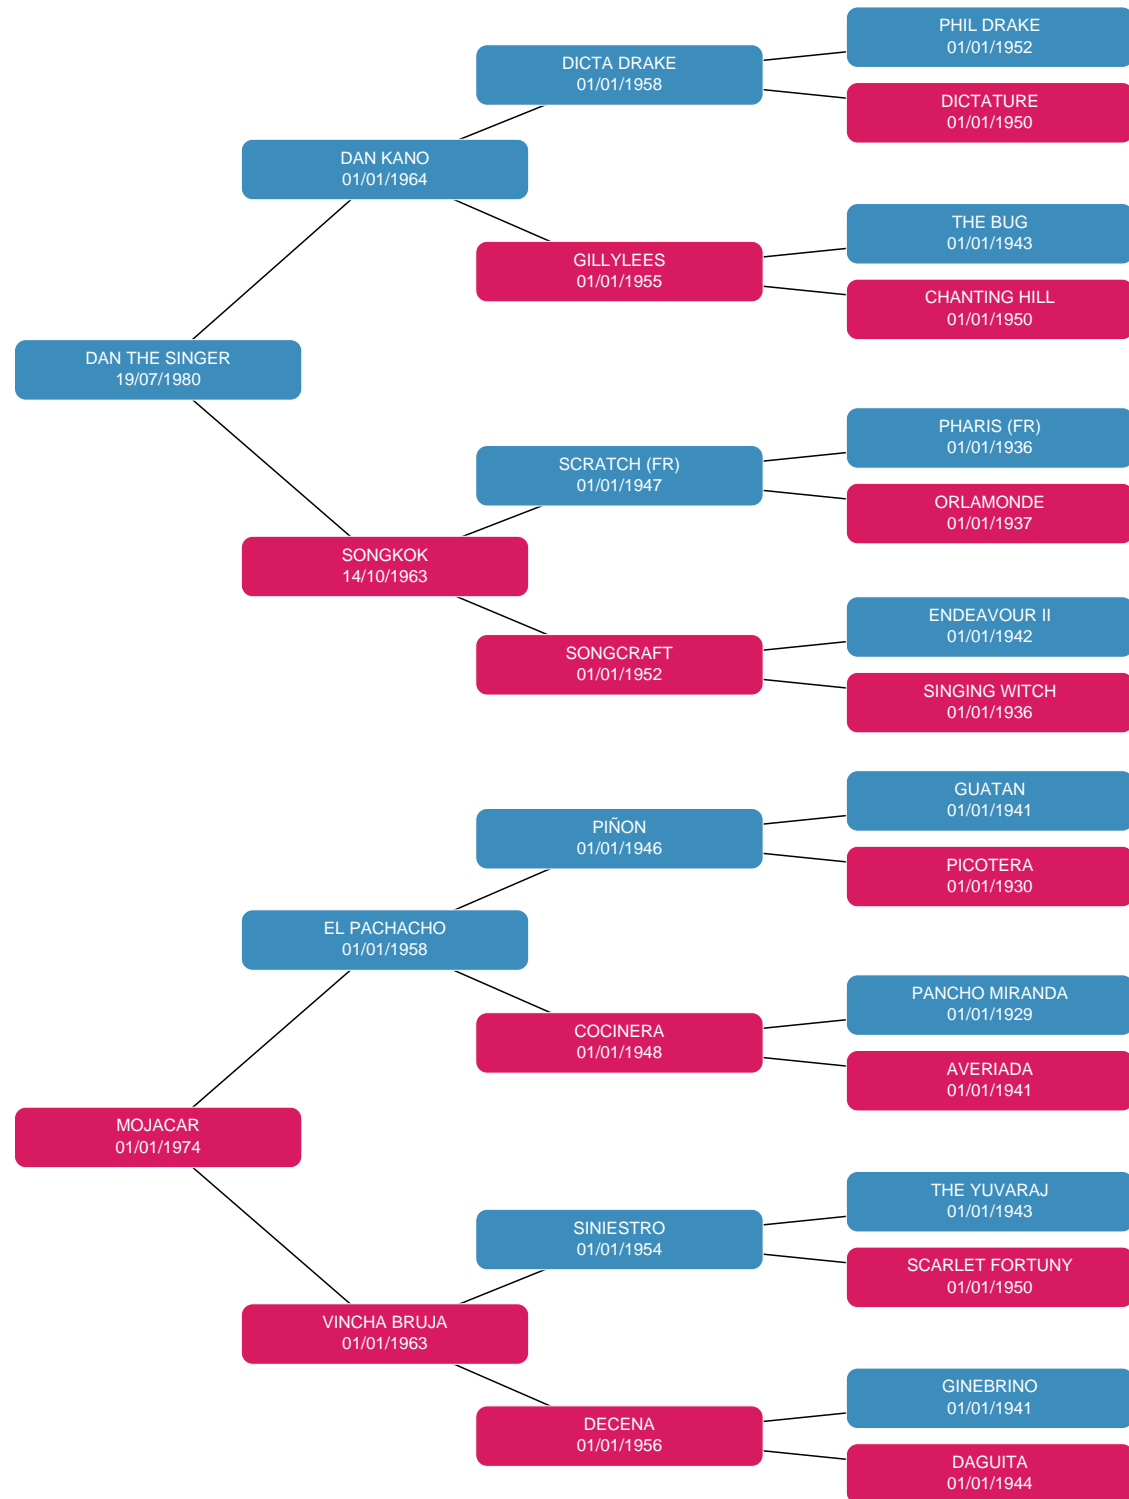 PHIL DRAKE
01/01/1952
DICTA DRAKE
01/01/1958
DICTATURE
01/01/1950
DAN KANO
01/01/1964
THE BUG
01/01/1943
GILLYLEES
01/01/1955
CHANTING HILL
01/01/1950
DAN THE SINGER
19/07/1980
PHARIS (FR)
01/01/1936
SCRATCH (FR)
01/01/1947
ORLAMONDE
01/01/1937
SONGKOK
14/10/1963
ENDEAVOUR II
01/01/1942
SONGCRAFT
01/01/1952
SINGING WITCH
01/01/1936
GUATAN
01/01/1941
PIÑON
01/01/1946
PICOTERA
01/01/1930
EL PACHACHO
01/01/1958
PANCHO MIRANDA
01/01/1929
COCINERA
01/01/1948
AVERIADA
01/01/1941
MOJACAR
01/01/1974
THE YUVARAJ
01/01/1943
SINIESTRO
01/01/1954
SCARLET FORTUNY
01/01/1950
VINCHA BRUJA
01/01/1963
GINEBRINO
01/01/1941
DECENA
01/01/1956
DAGUITA
01/01/1944